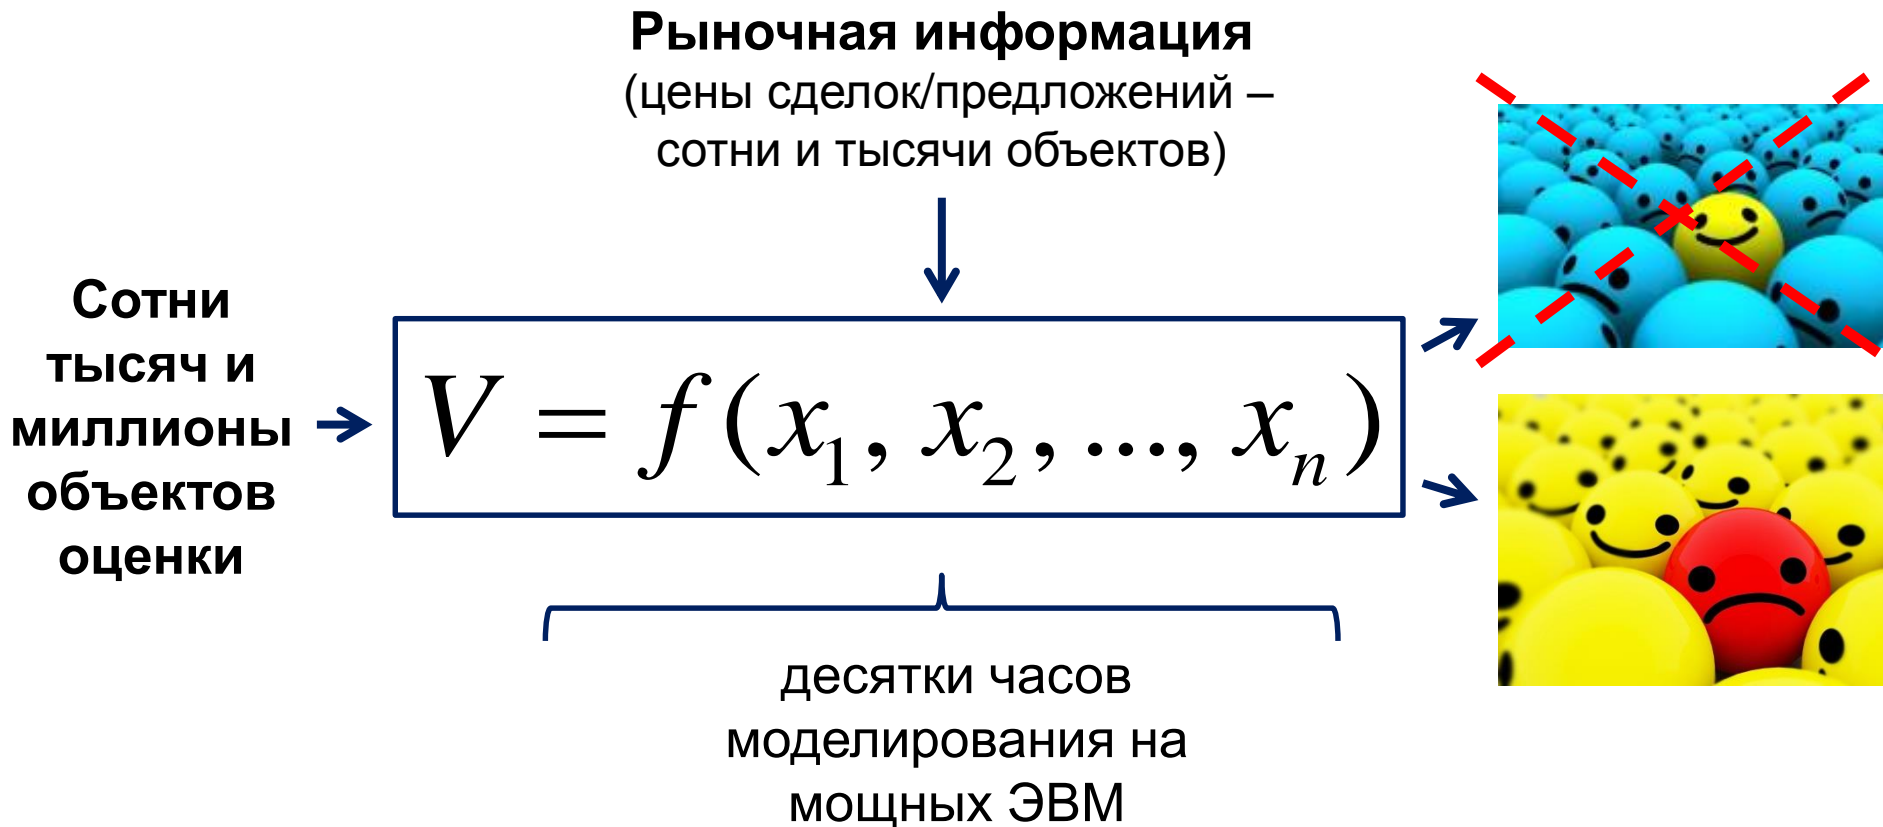 Рыночная информация
(цены сделок/предложений –
сотни и тысячи объектов)
Сотни
тысяч и
миллионы
объектов
оценки
V = f(x₁, x₂, ..., xₙ)
десятки часов
моделирования на
мощных ЭВМ